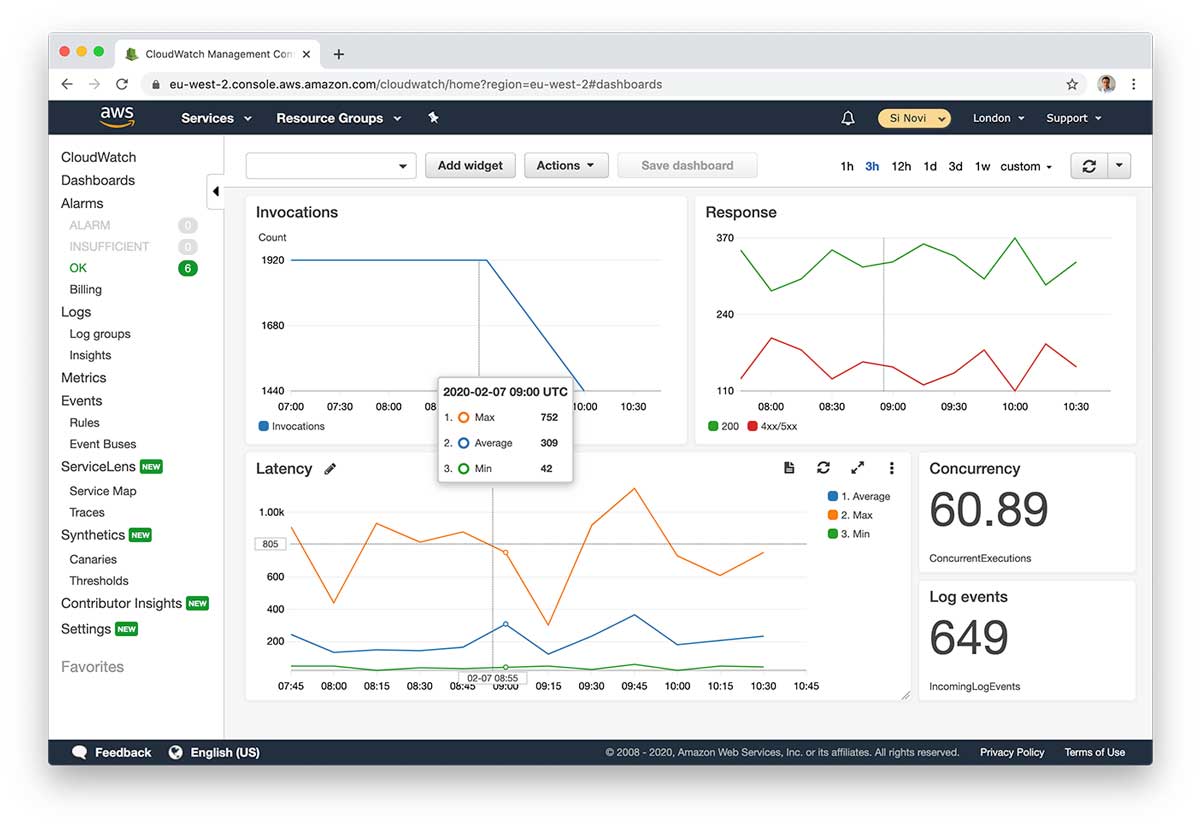 CloudWatch Management Con
eu-west-2.console.aws.amazon.com/cloudwatch/home?region=eu-west-2#dashboards
aws
Services
Resource Groups
Si Novi
London
Support
CloudWatch
Dashboards
Alarms
ALARM 0
INSUFFICIENT 0
OK 6
Billing
Logs
Log groups
Insights
Metrics
Events
Rules
Event Buses
ServiceLens NEW
Service Map
Traces
Synthetics NEW
Canaries
Thresholds
Contributor Insights NEW
Settings NEW
Favorites
Add widget
Actions
Save dashboard
1h 3h 12h 1d 3d 1w custom
Invocations
Count
1920
1680
1440
07:00 07:30 08:00 08 10:00 10:30
Invocations
2020-02-07 09:00 UTC
1. Max 752
2. Average 309
3. Min 42
Response
370
240
110
08:00 08:30 09:00 09:30 10:00 10:30
200 4xx/5xx
Latency
1. Average
2. Max
3. Min
1.00k
805
600
400
200
02-07 08:55
07:45 08:00 08:15 08:30 08:45 09:00 09:15 09:30 09:45 10:00 10:15 10:30 10:45
Concurrency
60.89
ConcurrentExecutions
Log events
649
IncomingLogEvents
Feedback
English (US)
© 2008 - 2020, Amazon Web Services, Inc. or its affiliates. All rights reserved.
Privacy Policy
Terms of Use